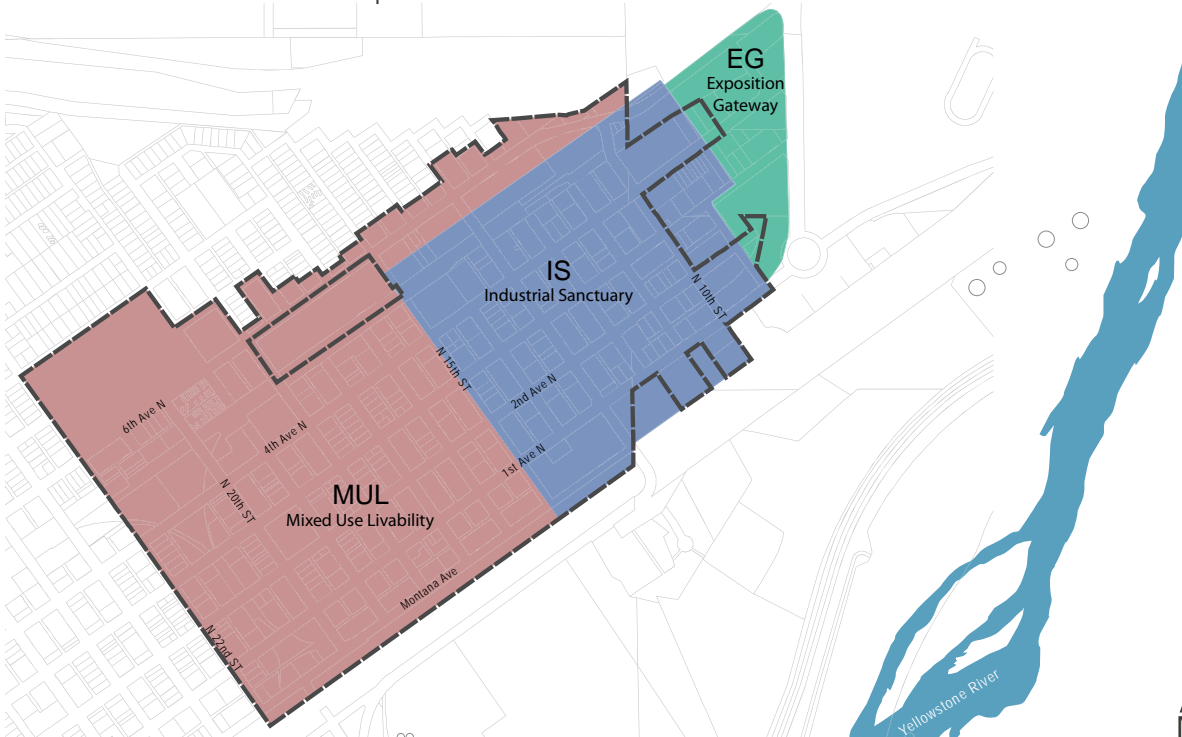 EG
Exposition
Gateway
IS
Industrial Sanctuary
N 10th ST
N 15th ST
2nd Ave N
6th Ave N
4th Ave N
1st Ave N
N 20th ST
MUL
Mixed Use Livability
Montana Ave
N 22nd ST
Yellowstone River